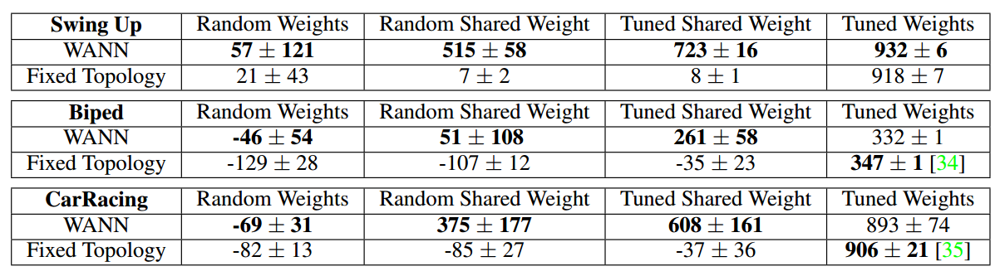 Swing Up Random Weights Random Shared Weight Tuned Shared Weight Tuned Weights
WANN 57 ± 121 515 ± 58 723 ± 16 932 ± 6
Fixed Topology 21 ± 43 7 ± 2 8 ± 1 918 ± 7
Biped Random Weights Random Shared Weight Tuned Shared Weight Tuned Weights
WANN -46 ± 54 51 ± 108 261 ± 58 332 ± 1
Fixed Topology -129 ± 28 -107 ± 12 -35 ± 23 347 ± 1 [34]
CarRacing Random Weights Random Shared Weight Tuned Shared Weight Tuned Weights
WANN -69 ± 31 375 ± 177 608 ± 161 893 ± 74
Fixed Topology -82 ± 13 -85 ± 27 -37 ± 36 906 ± 21 [35]